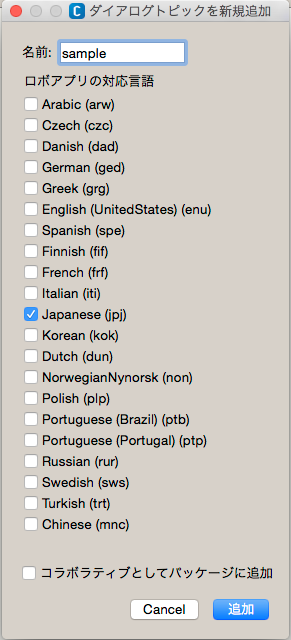 C ダイアログトピックを新規追加
名前: sample
ロボアプリの対応言語
Arabic (arw)
Czech (czc)
Danish (dad)
German (ged)
Greek (grg)
English (UnitedStates) (enu)
Spanish (spe)
Finnish (fif)
French (frf)
Italian (iti)
Japanese (jpj)
Korean (kok)
Dutch (dun)
NorwegianNynorsk (non)
Polish (plp)
Portuguese (Brazil) (ptb)
Portuguese (Portugal) (ptp)
Russian (rur)
Swedish (sws)
Turkish (trt)
Chinese (mnc)
コラボラティブとしてパッケージに追加
Cancel 追加